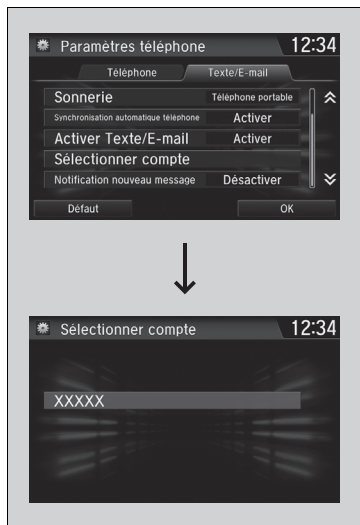 Paramètres téléphone 12:34
Téléphone Texte/E-mail
Sonnerie Téléphone portable
Synchronisation automatique téléphone Activer
Activer Texte/E-mail Activer
Sélectionner compte
Notification nouveau message Désactiver
Défaut OK
Sélectionner compte 12:34
XXXXX